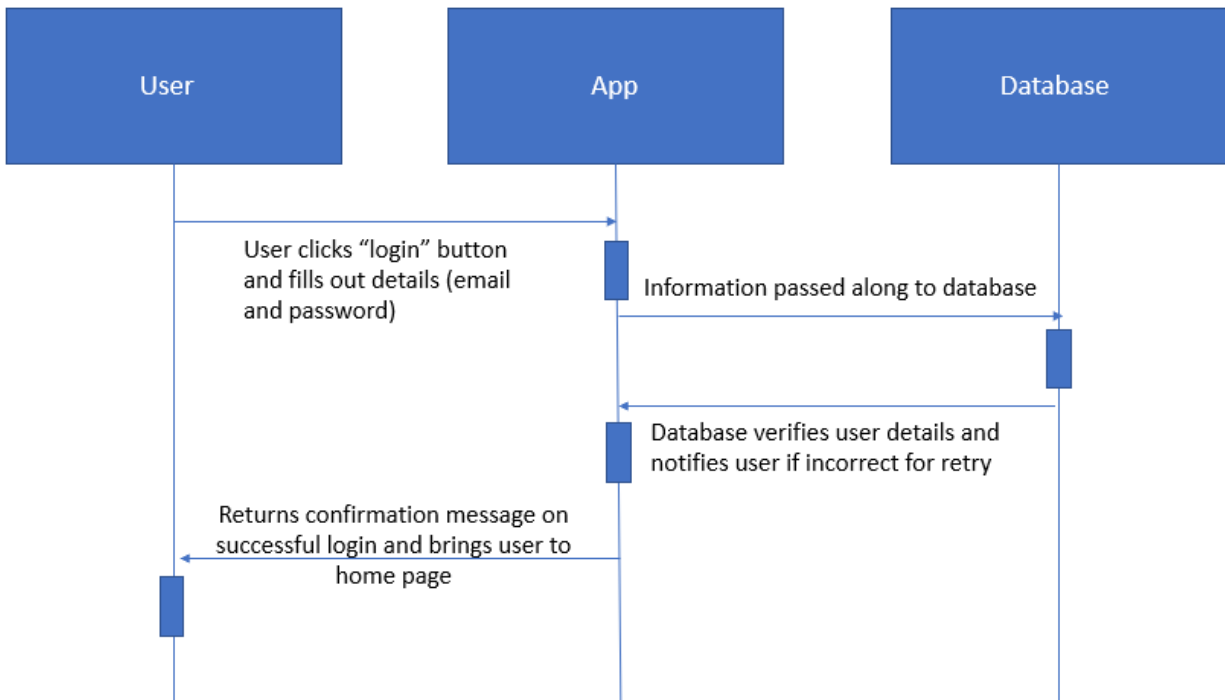 User
App
Database
User clicks “login” button
and fills out details (email
and password)
Information passed along to database
Database verifies user details and
notifies user if incorrect for retry
Returns confirmation message on
successful login and brings user to
home page